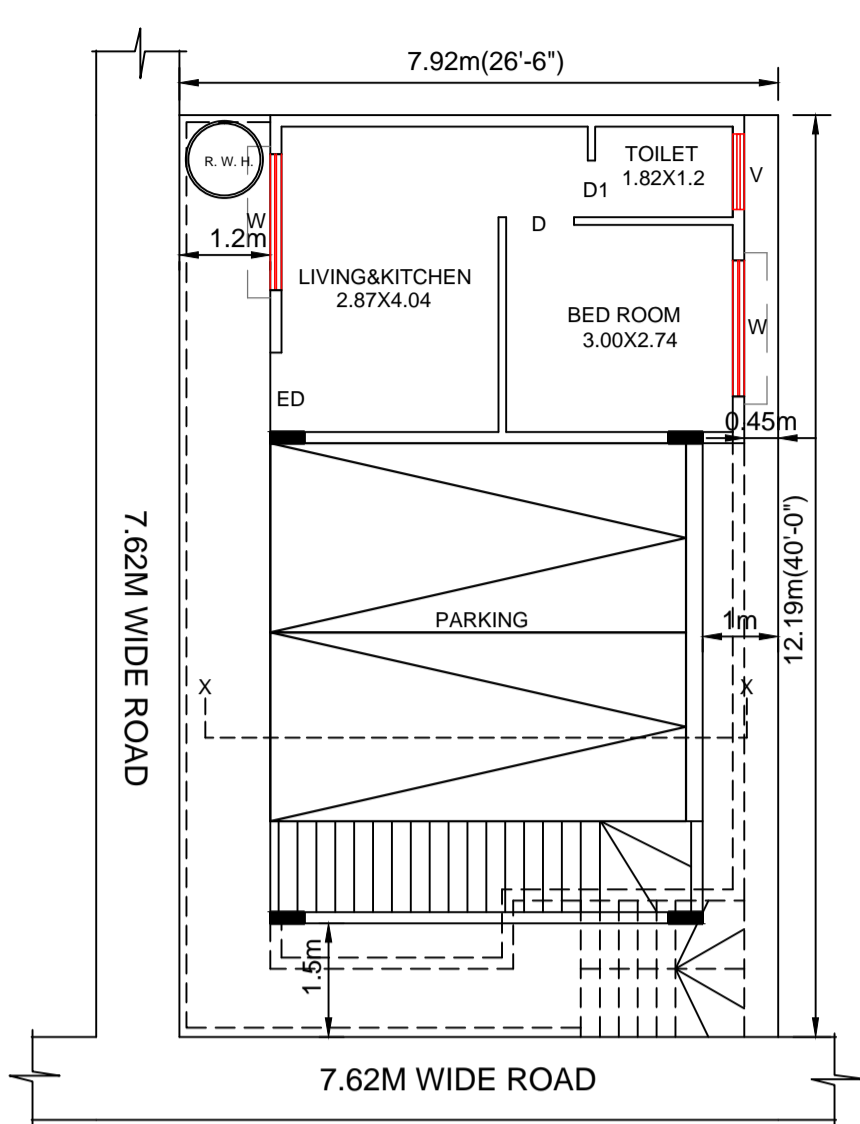 7.92m(26'-6")
R. W. H.
TOILET
1.82X1.2
V
D1
W
D
1.2m
LIVING&KITCHEN
2.87X4.04
BED ROOM
3.00X2.74
W
ED
0.45m
7.62M WIDE ROAD
12.19m(40'-0")
PARKING
1m
X
X
1.5m
7.62M WIDE ROAD